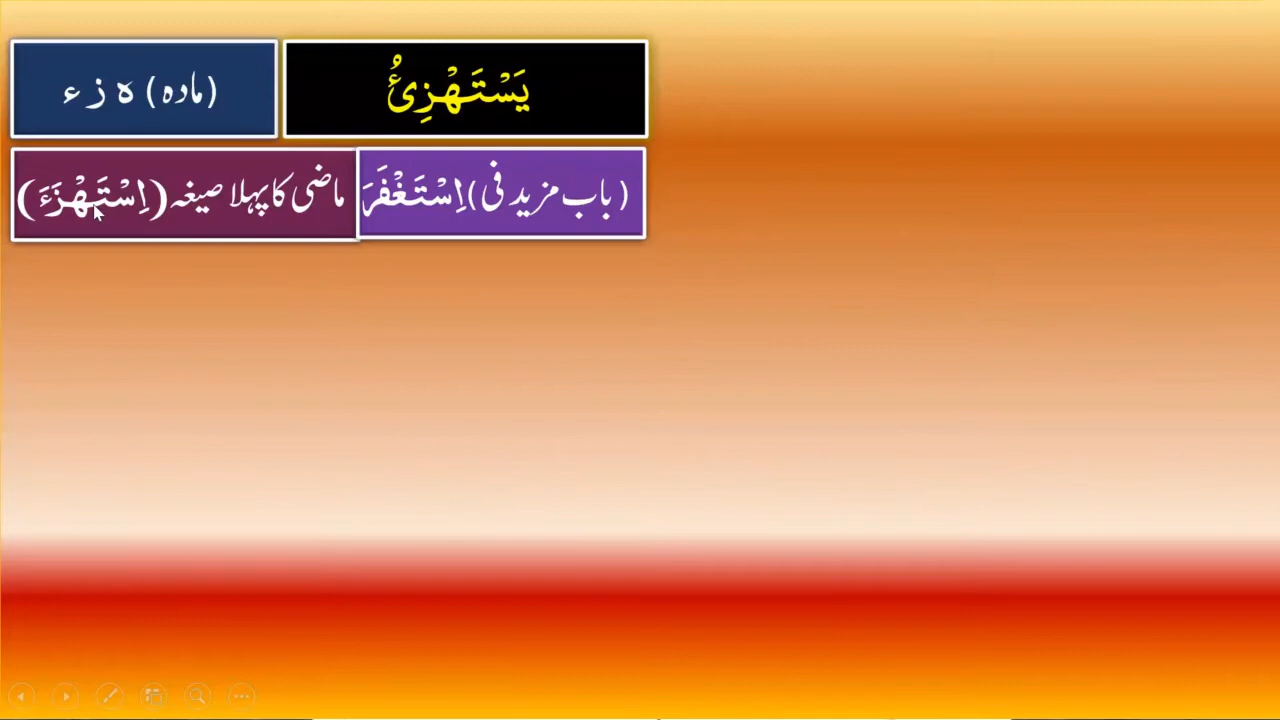 یَسْتَهْزِئُ
(مادہ) ہ ز ء
(باب مزید فی) اِسْتَغْفَرَ
ماضی کا پہلا صیغہ (اِسْتَهْزَءَ)